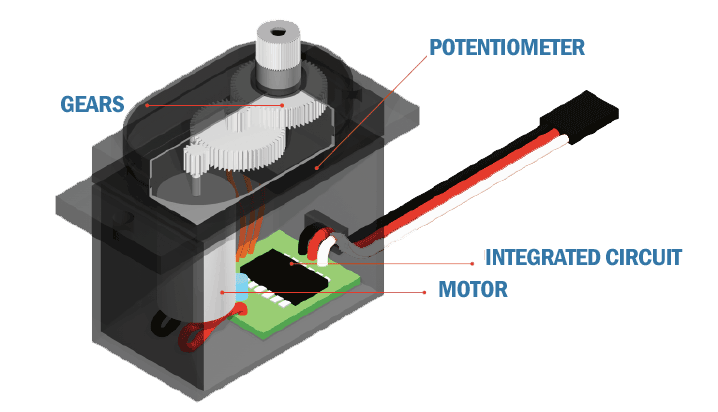 POTENTIOMETER
GEARS
INTEGRATED CIRCUIT
MOTOR